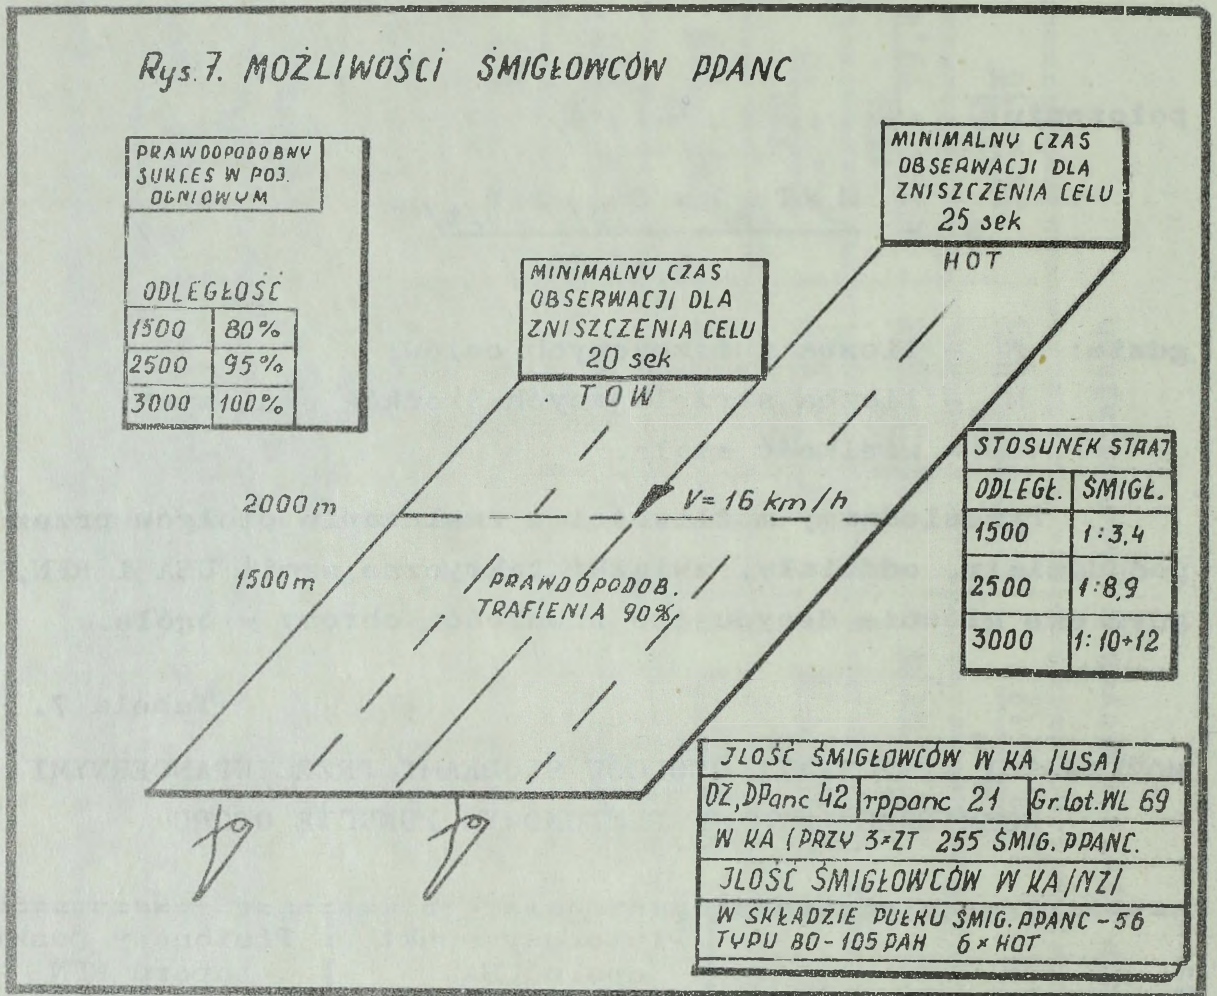 Rys. 7. MOŻLIWOŚCI ŚMIGŁOWCÓW PPANC
PRAWDOPODOBNY
SUKCES W POJ.
OGNIOWYM
ODLEGŁOŚĆ
1500 80%
2500 95%
3000 100%
MINIMALNY CZAS
OBSERWACJI DLA
ZNISZCZENIA CELU
20 sek
TOW
MINIMALNY CZAS
OBSERWACJI DLA
ZNISZCZENIA CELU
25 sek
HOT
2000m
V=16 km/h
1500m
PRAWDOPODOB.
TRAFIENIA 90%
STOSUNEK STRAT
ODLEGŁ. ŚMIGŁ.
1500 1:3,4
2500 1:8,9
3000 1:10÷12
JLOŚĆ ŚMIGŁOWCÓW W KA /USA/
DZ, DPanc 42 rppanc 21 Gr. Lot. WL 69
W KA (PRZY 3×ZT 255 ŚMIG. PPANC.
JLOŚĆ ŚMIGŁOWCÓW W KA /NZ/
W SKŁADZIE PUŁKU ŚMIG. PPANC - 56
TYPU BO-105 PAH 6×HOT